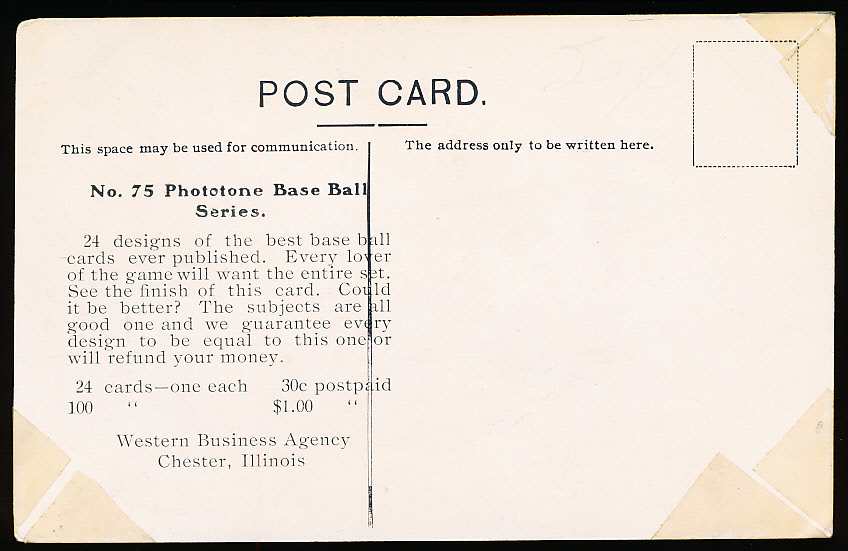 POST CARD.
This space may be used for communication.
The address only to be written here.
No. 75 Phototone Base Ball
Series.
24 designs of the best base ball
cards ever published. Every lover
of the game will want the entire set.
See the finish of this card. Could
it be better? The subjects are all
good one and we guarantee every
design to be equal to this one or
will refund your money.
24 cards—one each 30c postpaid
100 “ $1.00 “
Western Business Agency
Chester, Illinois